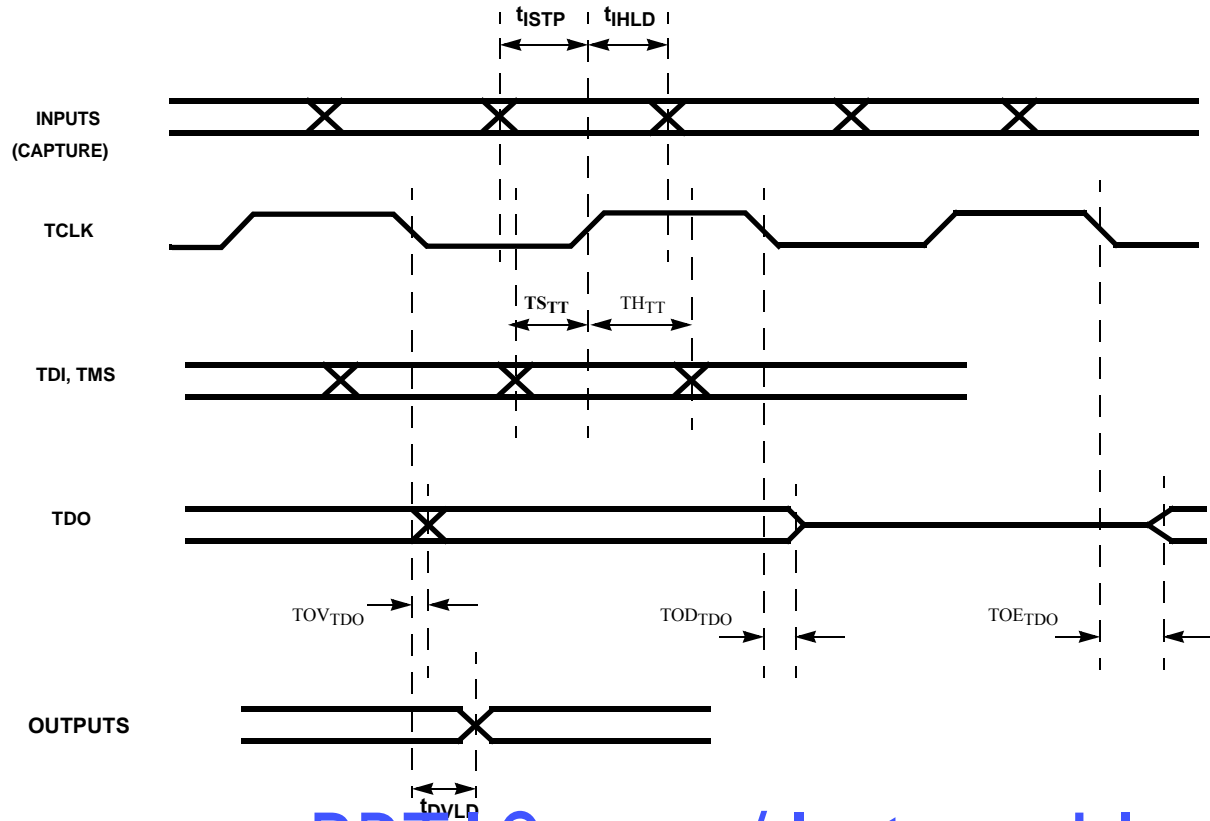 tISTP tIHLD
INPUTS
(CAPTURE)
TCLK
TSTT THTT
TDI, TMS
TDO
TOVTDO TODTDO TOETDO
OUTPUTS
tDVLD